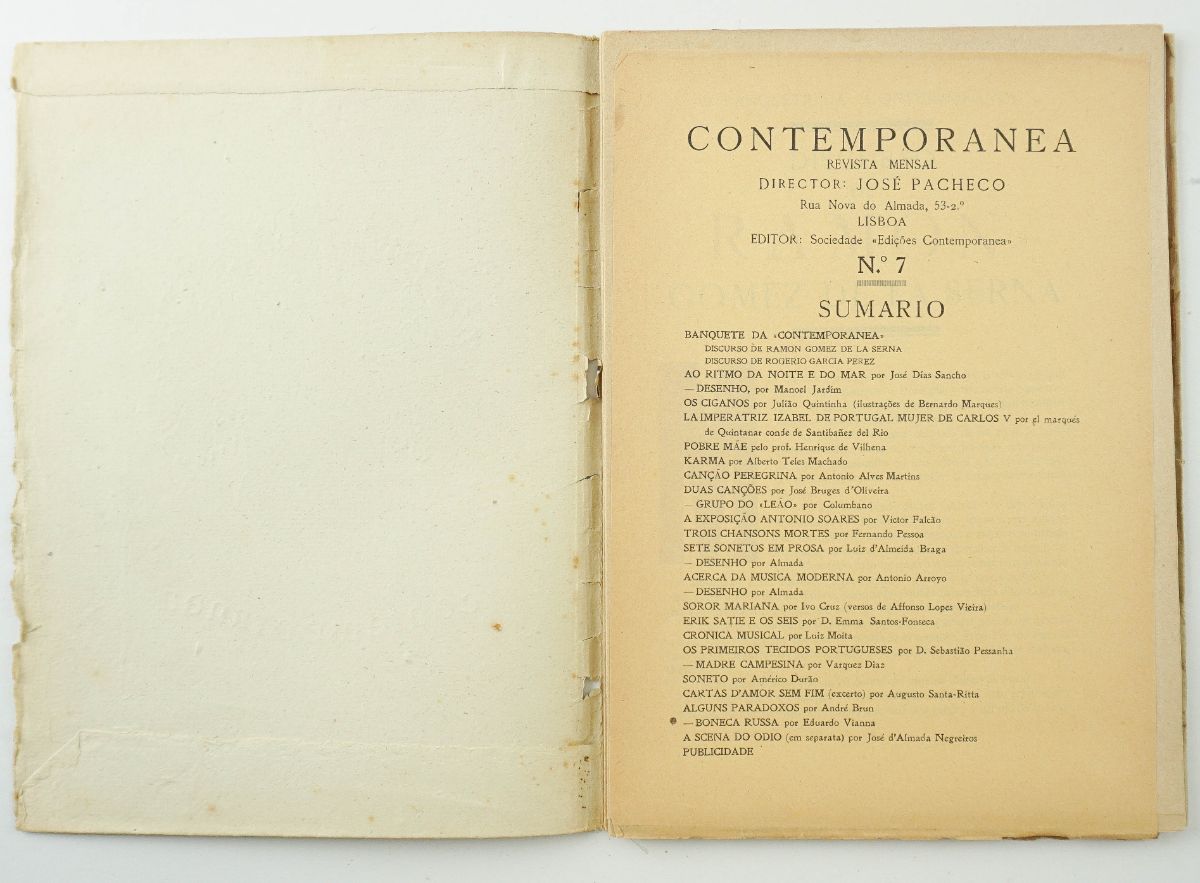 CONTEMPORANEA
REVISTA MENSAL
DIRECTOR: JOSÉ PACHECO
Rua Nova do Almada, 53-2.º
LISBOA
EDITOR: Sociedade «Edições Contemporanea»
N.º 7
SUMARIO
BANQUETE DA «CONTEMPORANEA»
DISCURSO DE RAMON GOMEZ DE LA SERNA
DISCURSO DE ROGERIO GARCIA PEREZ
AO RITMO DA NOITE E DO MAR por José Dias Sancho
— DESENHO, por Manoel Jardim
OS CIGANOS por Julião Quintinha (ilustrações de Bernardo Marques)
LA IMPERATRIZ IZABEL DE PORTUGAL MUJER DE CARLOS V por el marqués
de Quintanar conde de Santibañez del Rio
POBRE MÃE pelo prof. Henrique de Vilhena
KARMA por Alberto Teles Machado
CANÇÃO PEREGRINA por Antonio Alves Martins
DUAS CANÇÕES por José Bruges d'Oliveira
— GRUPO DO «LEÃO» por Columbano
A EXPOSIÇÃO ANTONIO SOARES por Victor Falcão
TROIS CHANSONS MORTES por Fernando Pessoa
SETE SONETOS EM PROSA por Luiz d'Almeida Braga
— DESENHO por Almada
ACERCA DA MUSICA MODERNA por Antonio Arroyo
— DESENHO por Almada
SOROR MARIANA por Ivo Cruz (versos de Affonso Lopes Vieira)
ERIK SATIE E OS SEIS por D. Emma Santos-Fonseca
CRONICA MUSICAL por Luiz Moita
OS PRIMEIROS TECIDOS PORTUGUESES por D. Sebastião Pessanha
— MADRE CAMPESINA por Varquez Diaz
SONETO por Américo Durão
CARTAS D'AMOR SEM FIM (excerto) por Augusto Santa-Ritta
ALGUNS PARADOXOS por André Brun
— BONECA RUSSA por Eduardo Vianna
A SCENA DO ODIO (em separata) por José d'Almada Negreiros
PUBLICIDADE